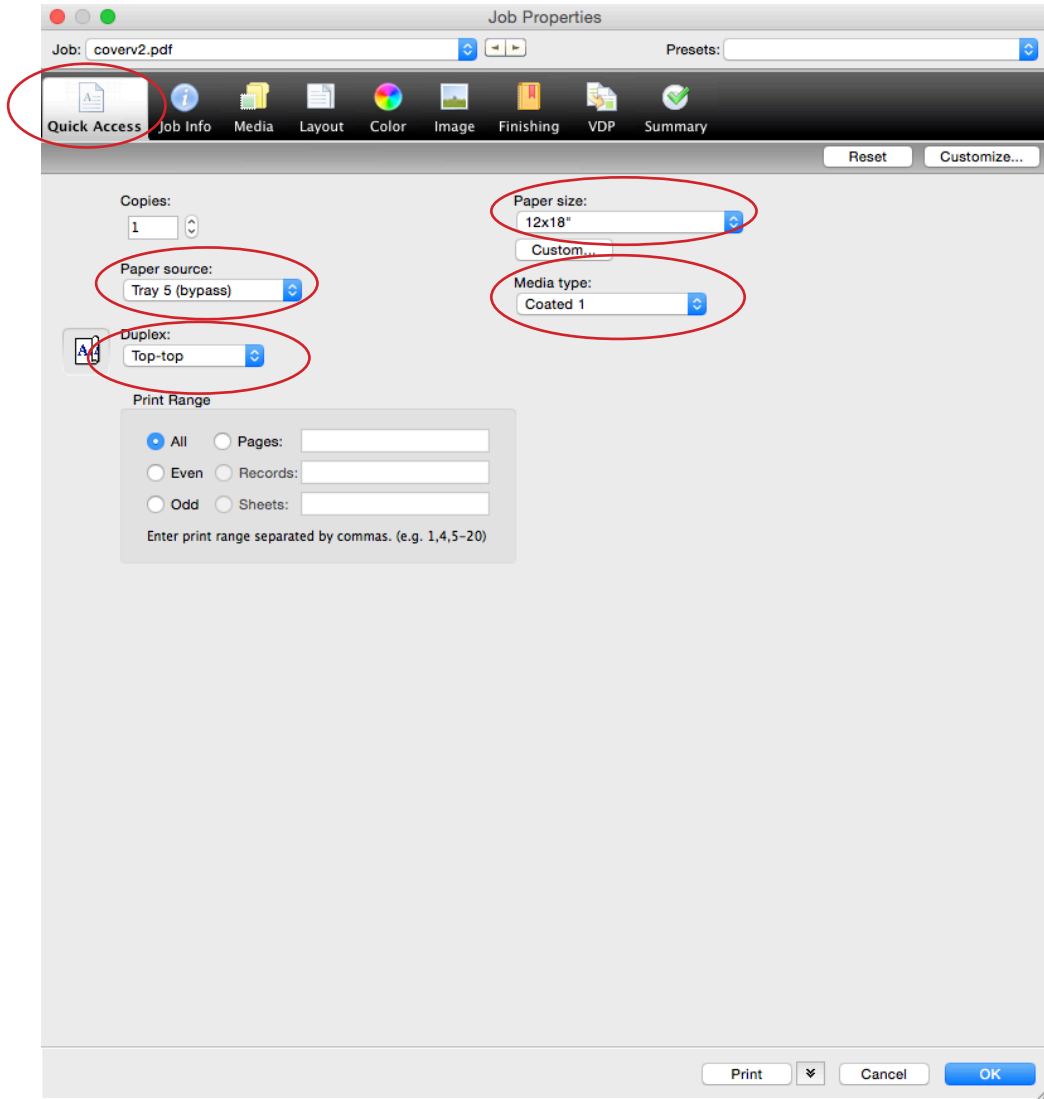 Job Properties
Job: coverv2.pdf Presets:
Quick Access Job Info Media Layout Color Image Finishing VDP Summary
Reset Customize...
Copies:
1
Paper size:
12x18"
Custom...
Paper source:
Tray 5 (bypass)
Media type:
Coated 1
Duplex:
Top-top
Print Range
All Pages:
Even Records:
Odd Sheets:
Enter print range separated by commas. (e.g. 1,4,5-20)
Print Cancel OK